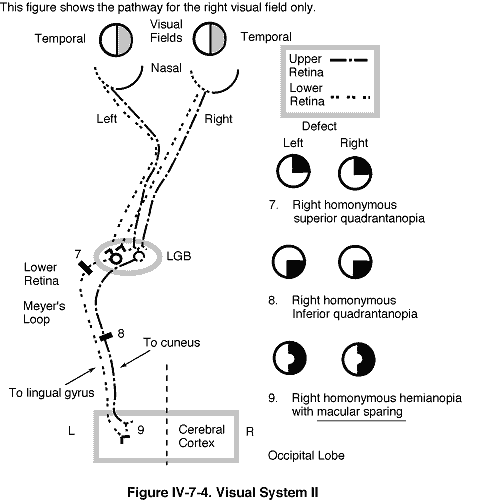 This figure shows the pathway for the right visual field only.
Temporal
Visual
Fields
Temporal
Nasal
Left
Right
Upper
Retina
Lower
Retina
Defect
Left
Right
7. Right homonymous
superior quadrantanopia
7
LGB
Lower
Retina
Meyer's
Loop
8. Right homonymous
Inferior quadrantanopia
8
To cuneus
To lingual gyrus
9. Right homonymous hemianopia
with macular sparing
L
9
Cerebral
Cortex
R
Occipital Lobe
Figure IV-7-4. Visual System II